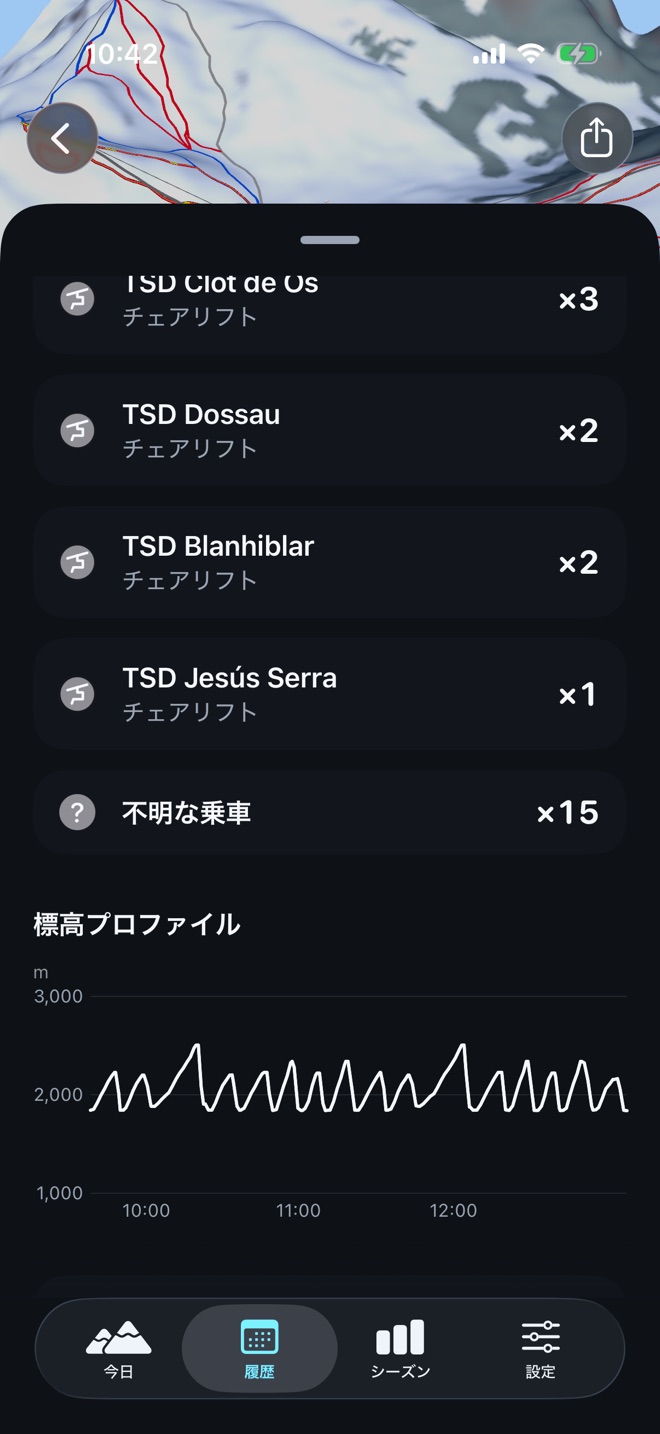 10:42
TSD Clot de Os
チェアリフト
×3
TSD Dossau
チェアリフト
×2
TSD Blanhiblar
チェアリフト
×2
TSD Jesús Serra
チェアリフト
×1
?
不明な乗車
×15
標高プロファイル
m
3,000
2,000
1,000
10:00
11:00
12:00
今日
履歴
シーズン
設定